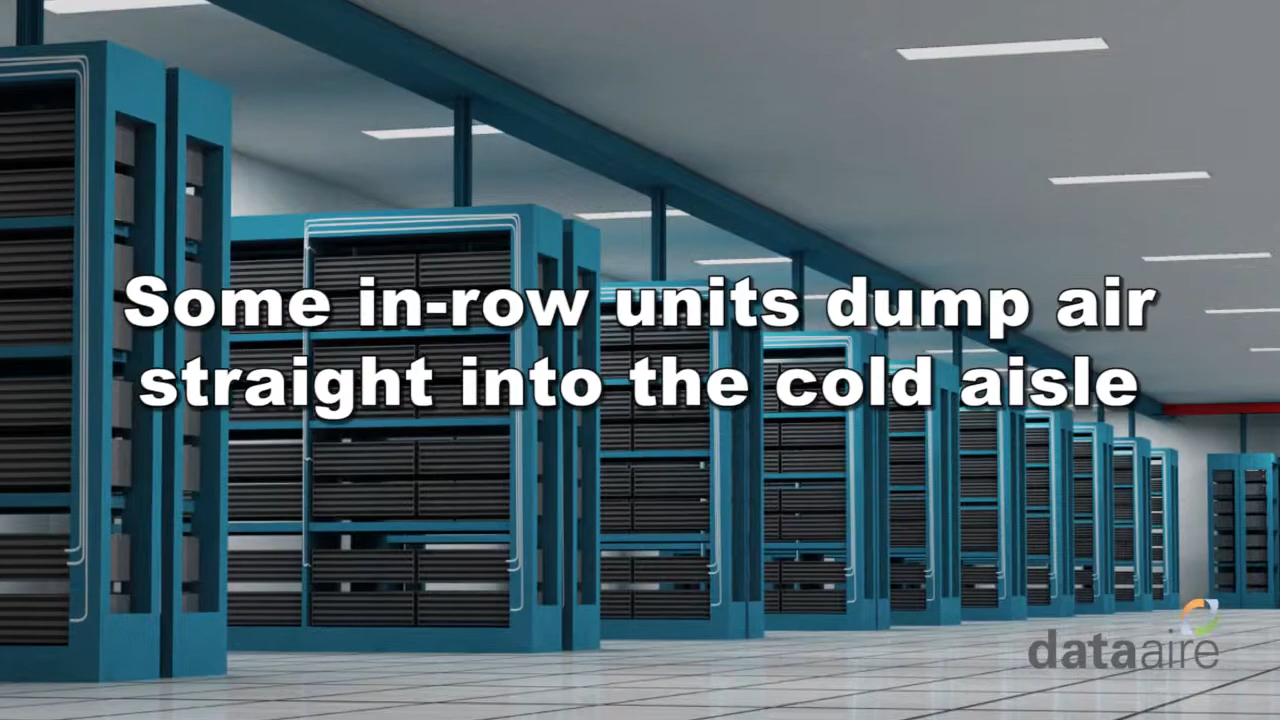 Some in-row units dump air
straight into the cold aisle
dataaire